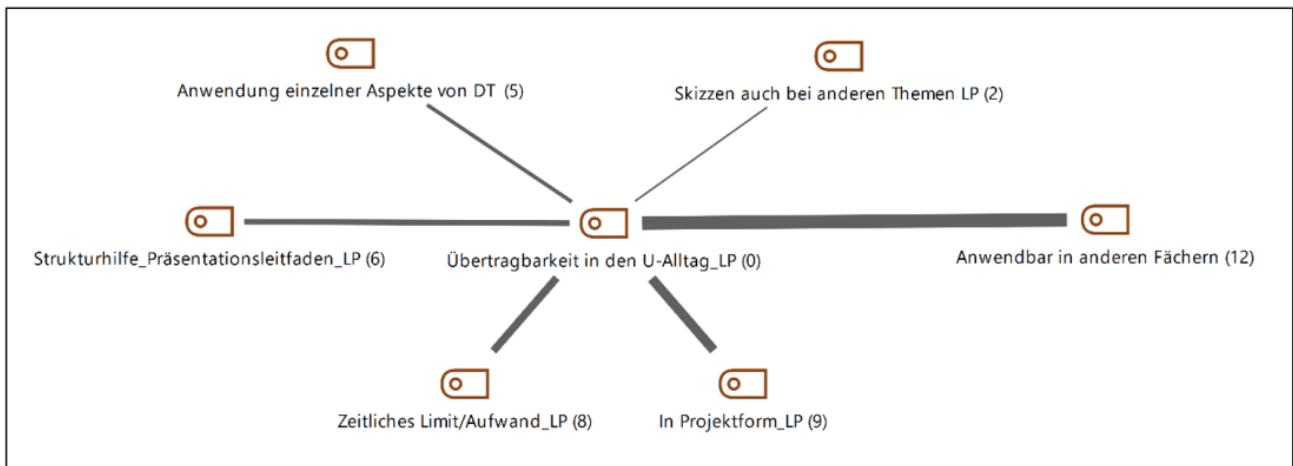 Anwendung einzelner Aspekte von DT (5)
Skizzen auch bei anderen Themen LP (2)
Strukturhilfe_Präsentationsleitfaden_LP (6)
Übertragbarkeit in den U-Alltag_LP (0)
Anwendbar in anderen Fächern (12)
Zeitliches Limit/Aufwand_LP (8)
In Projektform_LP (9)